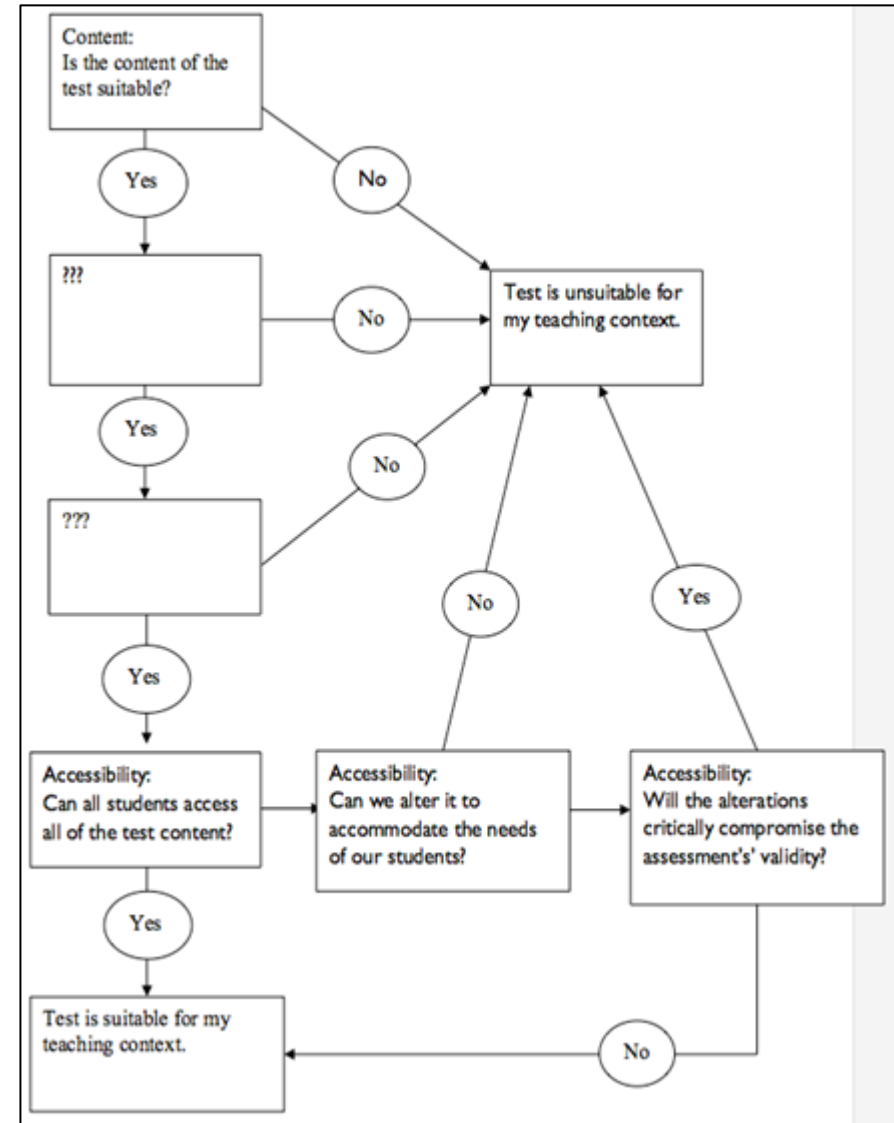 Content:
Is the content of the
test suitable?
Yes
No
???
No
Test is unsuitable for
my teaching context.
Yes
No
???
No
Yes
Yes
Accessibility:
Can all students access
all of the test content?
Accessibility:
Can we alter it to
accommodate the needs
of our students?
Accessibility:
Will the alterations
critically compromise the
assessment's' validity?
Yes
Test is suitable for my
teaching context.
No